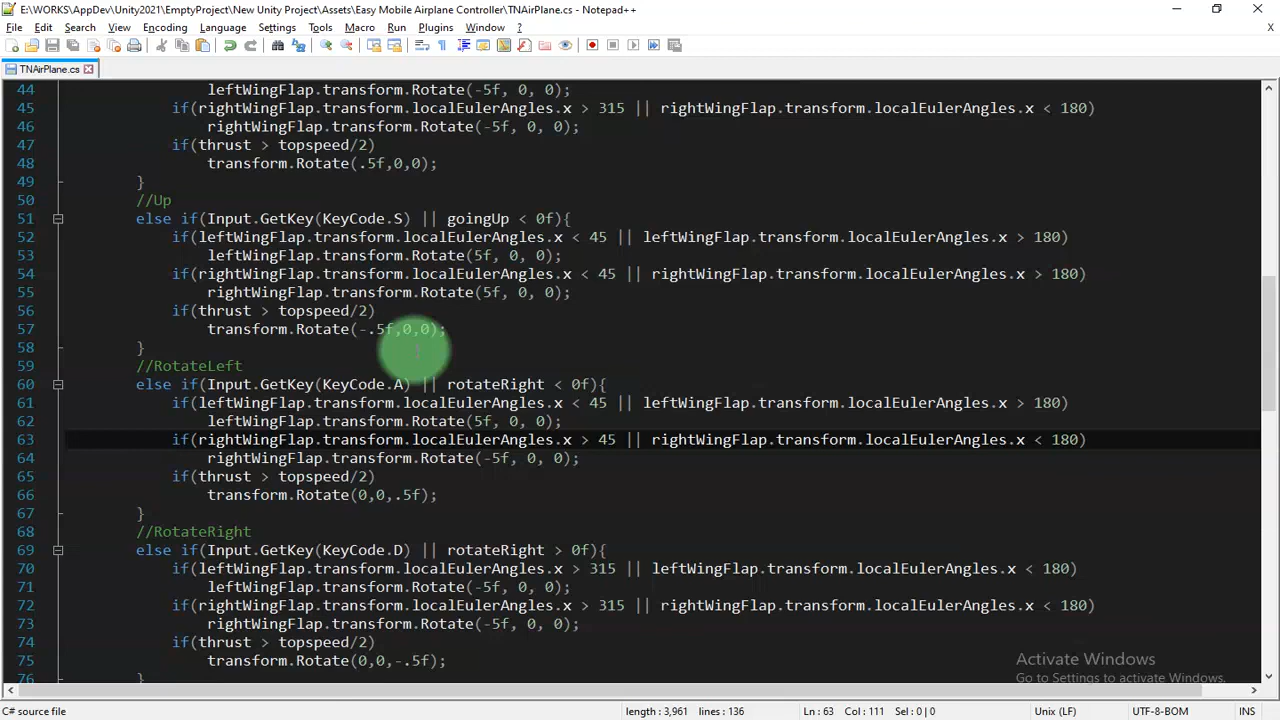 E:\WORKS\AppDev\Unity2021\EmptyProject\New Unity Project\Assets\Easy Mobile Airplane Controller\TNAirPlane.cs - Notepad++
File Edit Search View Encoding Language Settings Tools Macro Run Plugins Window ? X
TNAirPlane.cs
44 leftWingFlap.transform.Rotate(-5f, 0, 0);
45 if(rightWingFlap.transform.localEulerAngles.x > 315 || rightWingFlap.transform.localEulerAngles.x < 180)
46 rightWingFlap.transform.Rotate(-5f, 0, 0);
47 if(thrust > topspeed/2)
48 transform.Rotate(.5f,0,0);
49 }
50 //Up
51 else if(Input.GetKey(KeyCode.S) || goingUp < 0f){
52 if(leftWingFlap.transform.localEulerAngles.x < 45 || leftWingFlap.transform.localEulerAngles.x > 180)
53 leftWingFlap.transform.Rotate(5f, 0, 0);
54 if(rightWingFlap.transform.localEulerAngles.x < 45 || rightWingFlap.transform.localEulerAngles.x > 180)
55 rightWingFlap.transform.Rotate(5f, 0, 0);
56 if(thrust > topspeed/2)
57 transform.Rotate(-.5f,0,0);
58 }
59 //RotateLeft
60 else if(Input.GetKey(KeyCode.A) || rotateRight < 0f){
61 if(leftWingFlap.transform.localEulerAngles.x < 45 || leftWingFlap.transform.localEulerAngles.x > 180)
62 leftWingFlap.transform.Rotate(5f, 0, 0);
63 if(rightWingFlap.transform.localEulerAngles.x > 45 || rightWingFlap.transform.localEulerAngles.x < 180)
64 rightWingFlap.transform.Rotate(-5f, 0, 0);
65 if(thrust > topspeed/2)
66 transform.Rotate(0,0,.5f);
67 }
68 //RotateRight
69 else if(Input.GetKey(KeyCode.D) || rotateRight > 0f){
70 if(leftWingFlap.transform.localEulerAngles.x > 315 || leftWingFlap.transform.localEulerAngles.x < 180)
71 leftWingFlap.transform.Rotate(-5f, 0, 0);
72 if(rightWingFlap.transform.localEulerAngles.x > 315 || rightWingFlap.transform.localEulerAngles.x < 180)
73 rightWingFlap.transform.Rotate(-5f, 0, 0);
74 if(thrust > topspeed/2)
75 transform.Rotate(0,0,-.5f);
76 }
Activate Windows
Go to Settings to activate Windows.
C# source file length : 3,961 lines : 136 Ln : 63 Col : 111 Sel : 0 | 0 Unix (LF) UTF-8-BOM INS